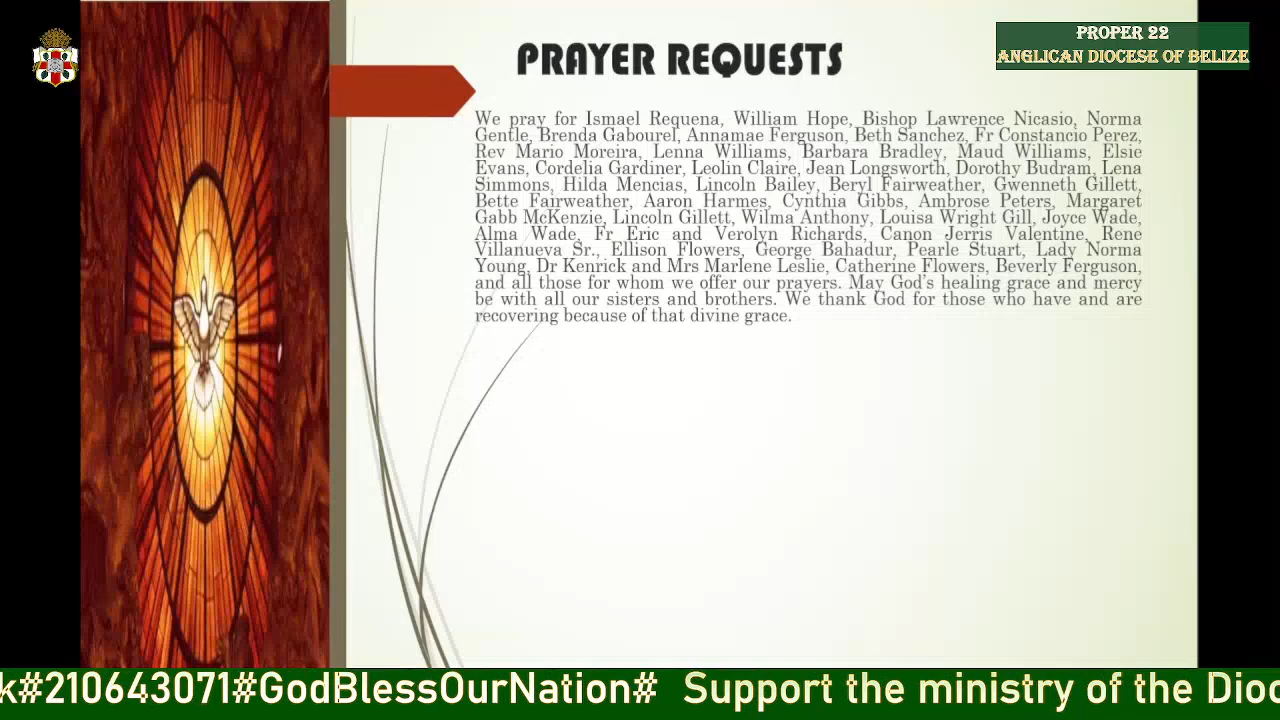 PRAYER REQUESTS
PROPER 22
ANGLICAN DIOCESE OF BELIZE
We pray for Ismael Requena, William Hope, Bishop Lawrence Nicasio, Norma
Gentle, Brenda Gabourel, Annamae Ferguson, Beth Sanchez, Fr Constancio Perez,
Rev Mario Moreira, Lenna Williams, Barbara Bradley, Maud Williams, Elsie
Evans, Cordelia Gardiner, Leolin Claire, Jean Longsworth, Dorothy Budram, Lena
Simmons, Hilda Mencias, Lincoln Bailey, Beryl Fairweather, Gwenneth Gillett,
Bette Fairweather, Aaron Harmes, Cynthia Gibbs, Ambrose Peters, Margaret
Gabb McKenzie, Lincoln Gillett, Wilma Anthony, Louisa Wright Gill, Joyce Wade,
Alma Wade, Fr Eric and Verolyn Richards, Canon Jerris Valentine, Rene
Villanueva Sr., Ellison Flowers, George Bahadur, Pearle Stuart, Lady Norma
Young, Dr Kenrick and Mrs Marlene Leslie, Catherine Flowers, Beverly Ferguson,
and all those for whom we offer our prayers. May God's healing grace and mercy
be with all our sisters and brothers. We thank God for those who have and are
recovering because of that divine grace.
k#210643071#GodBlessOurNation# Support the ministry of the Dioc